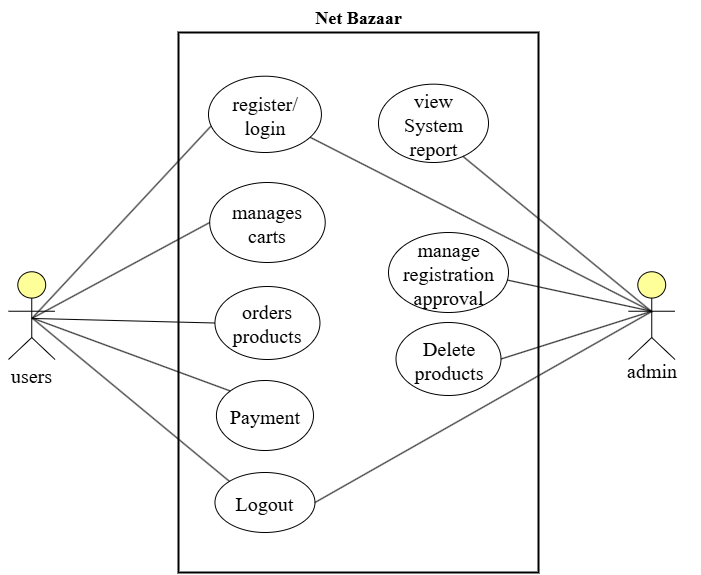 Net Bazaar
register/
login
view
System
report
manages
carts
manage
registration
approval
orders
products
Delete
products
users
admin
Payment
Logout